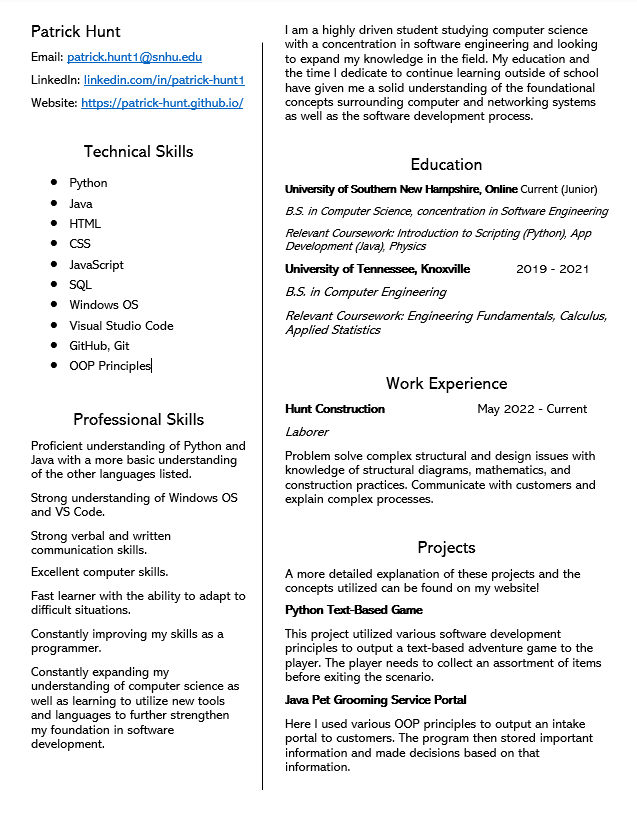 Patrick Hunt
Email: patrick.hunt1@snhu.edu
LinkedIn: linkedin.com/in/patrick-hunt1
Website: https://patrick-hunt.github.io/
Technical Skills
● Python
● Java
● HTML
● CSS
● JavaScript
● SQL
● Windows OS
● Visual Studio Code
● GitHub, Git
● OOP Principles
Professional Skills
Proficient understanding of Python and
Java with a more basic understanding
of the other languages listed.
Strong understanding of Windows OS
and VS Code.
Strong verbal and written
communication skills.
Excellent computer skills.
Fast learner with the ability to adapt to
difficult situations.
Constantly improving my skills as a
programmer.
Constantly expanding my
understanding of computer science as
well as learning to utilize new tools
and languages to further strengthen
my foundation in software
development.
I am a highly driven student studying computer science
with a concentration in software engineering and looking
to expand my knowledge in the field. My education and
the time I dedicate to continue learning outside of school
have given me a solid understanding of the foundational
concepts surrounding computer and networking systems
as well as the software development process.
Education
University of Southern New Hampshire, Online Current (Junior)
B.S. in Computer Science, concentration in Software Engineering
Relevant Coursework: Introduction to Scripting (Python), App
Development (Java), Physics
University of Tennessee, Knoxville 2019 - 2021
B.S. in Computer Engineering
Relevant Coursework: Engineering Fundamentals, Calculus,
Applied Statistics
Work Experience
Hunt Construction May 2022 - Current
Laborer
Problem solve complex structural and design issues with
knowledge of structural diagrams, mathematics, and
construction practices. Communicate with customers and
explain complex processes.
Projects
A more detailed explanation of these projects and the
concepts utilized can be found on my website!
Python Text-Based Game
This project utilized various software development
principles to output a text-based adventure game to the
player. The player needs to collect an assortment of items
before exiting the scenario.
Java Pet Grooming Service Portal
Here I used various OOP principles to output an intake
portal to customers. The program then stored important
information and made decisions based on that
information.